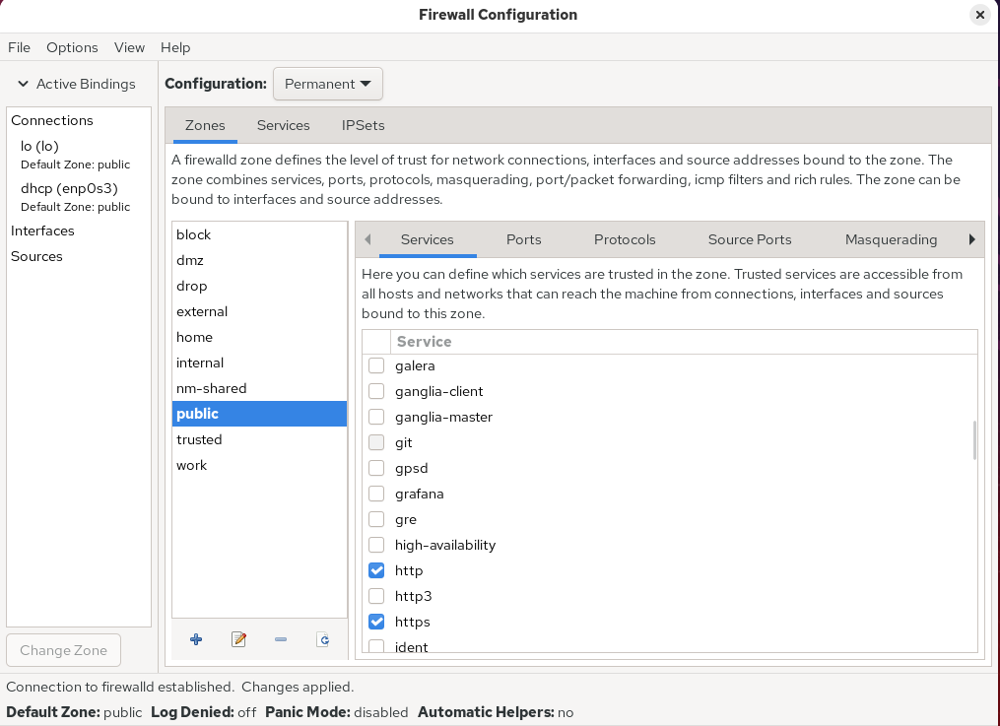 Firewall Configuration
File Options View Help
Active Bindings
Configuration: Permanent
Connections
lo (lo)
Default Zone: public
dhcp (enp0s3)
Default Zone: public
Interfaces
Sources
Change Zone
Zones Services IPSets
A firewalld zone defines the level of trust for network connections, interfaces and source addresses bound to the zone. The
zone combines services, ports, protocols, masquerading, port/packet forwarding, icmp filters and rich rules. The zone can be
bound to interfaces and source addresses.
block
dmz
drop
external
home
internal
nm-shared
public
trusted
work
Services Ports Protocols Source Ports Masquerading
Here you can define which services are trusted in the zone. Trusted services are accessible from
all hosts and networks that can reach the machine from connections, interfaces and sources
bound to this zone.
Service
galera
ganglia-client
ganglia-master
git
gpsd
grafana
gre
high-availability
http
http3
https
ident
Connection to firewalld established. Changes applied.
Default Zone: public Log Denied: off Panic Mode: disabled Automatic Helpers: no